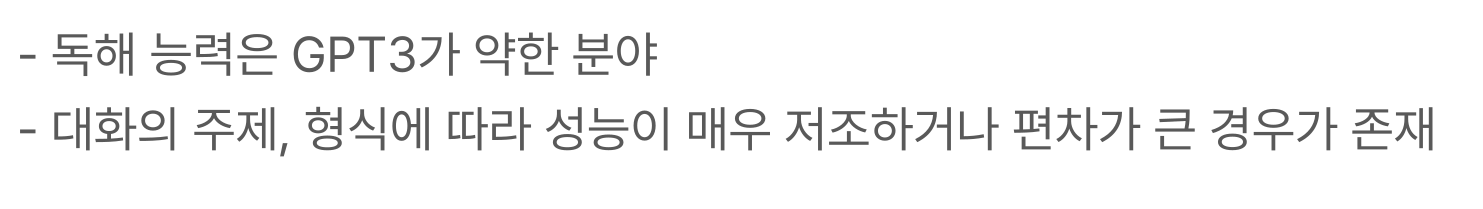 - 독해 능력은 GPT3가 약한 분야
- 대화의 주제, 형식에 따라 성능이 매우 저조하거나 편차가 큰 경우가 존재